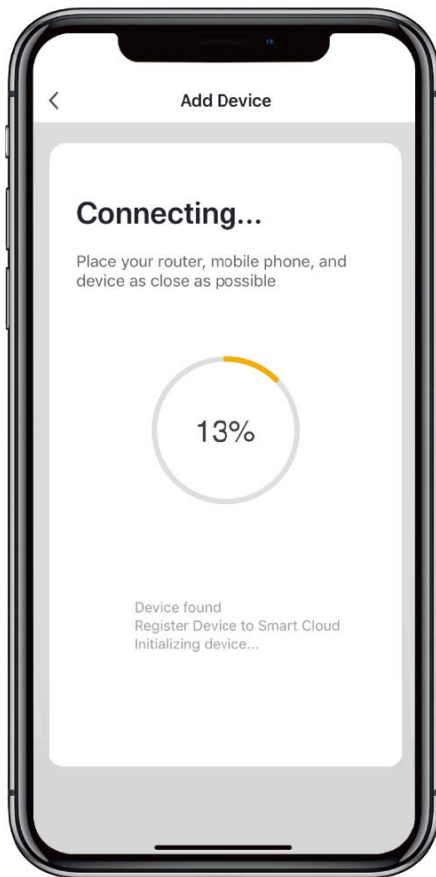 Add Device
Connecting...
Place your router, mobile phone, and
device as close as possible
13%
Device found
Register Device to Smart Cloud
Initializing device...